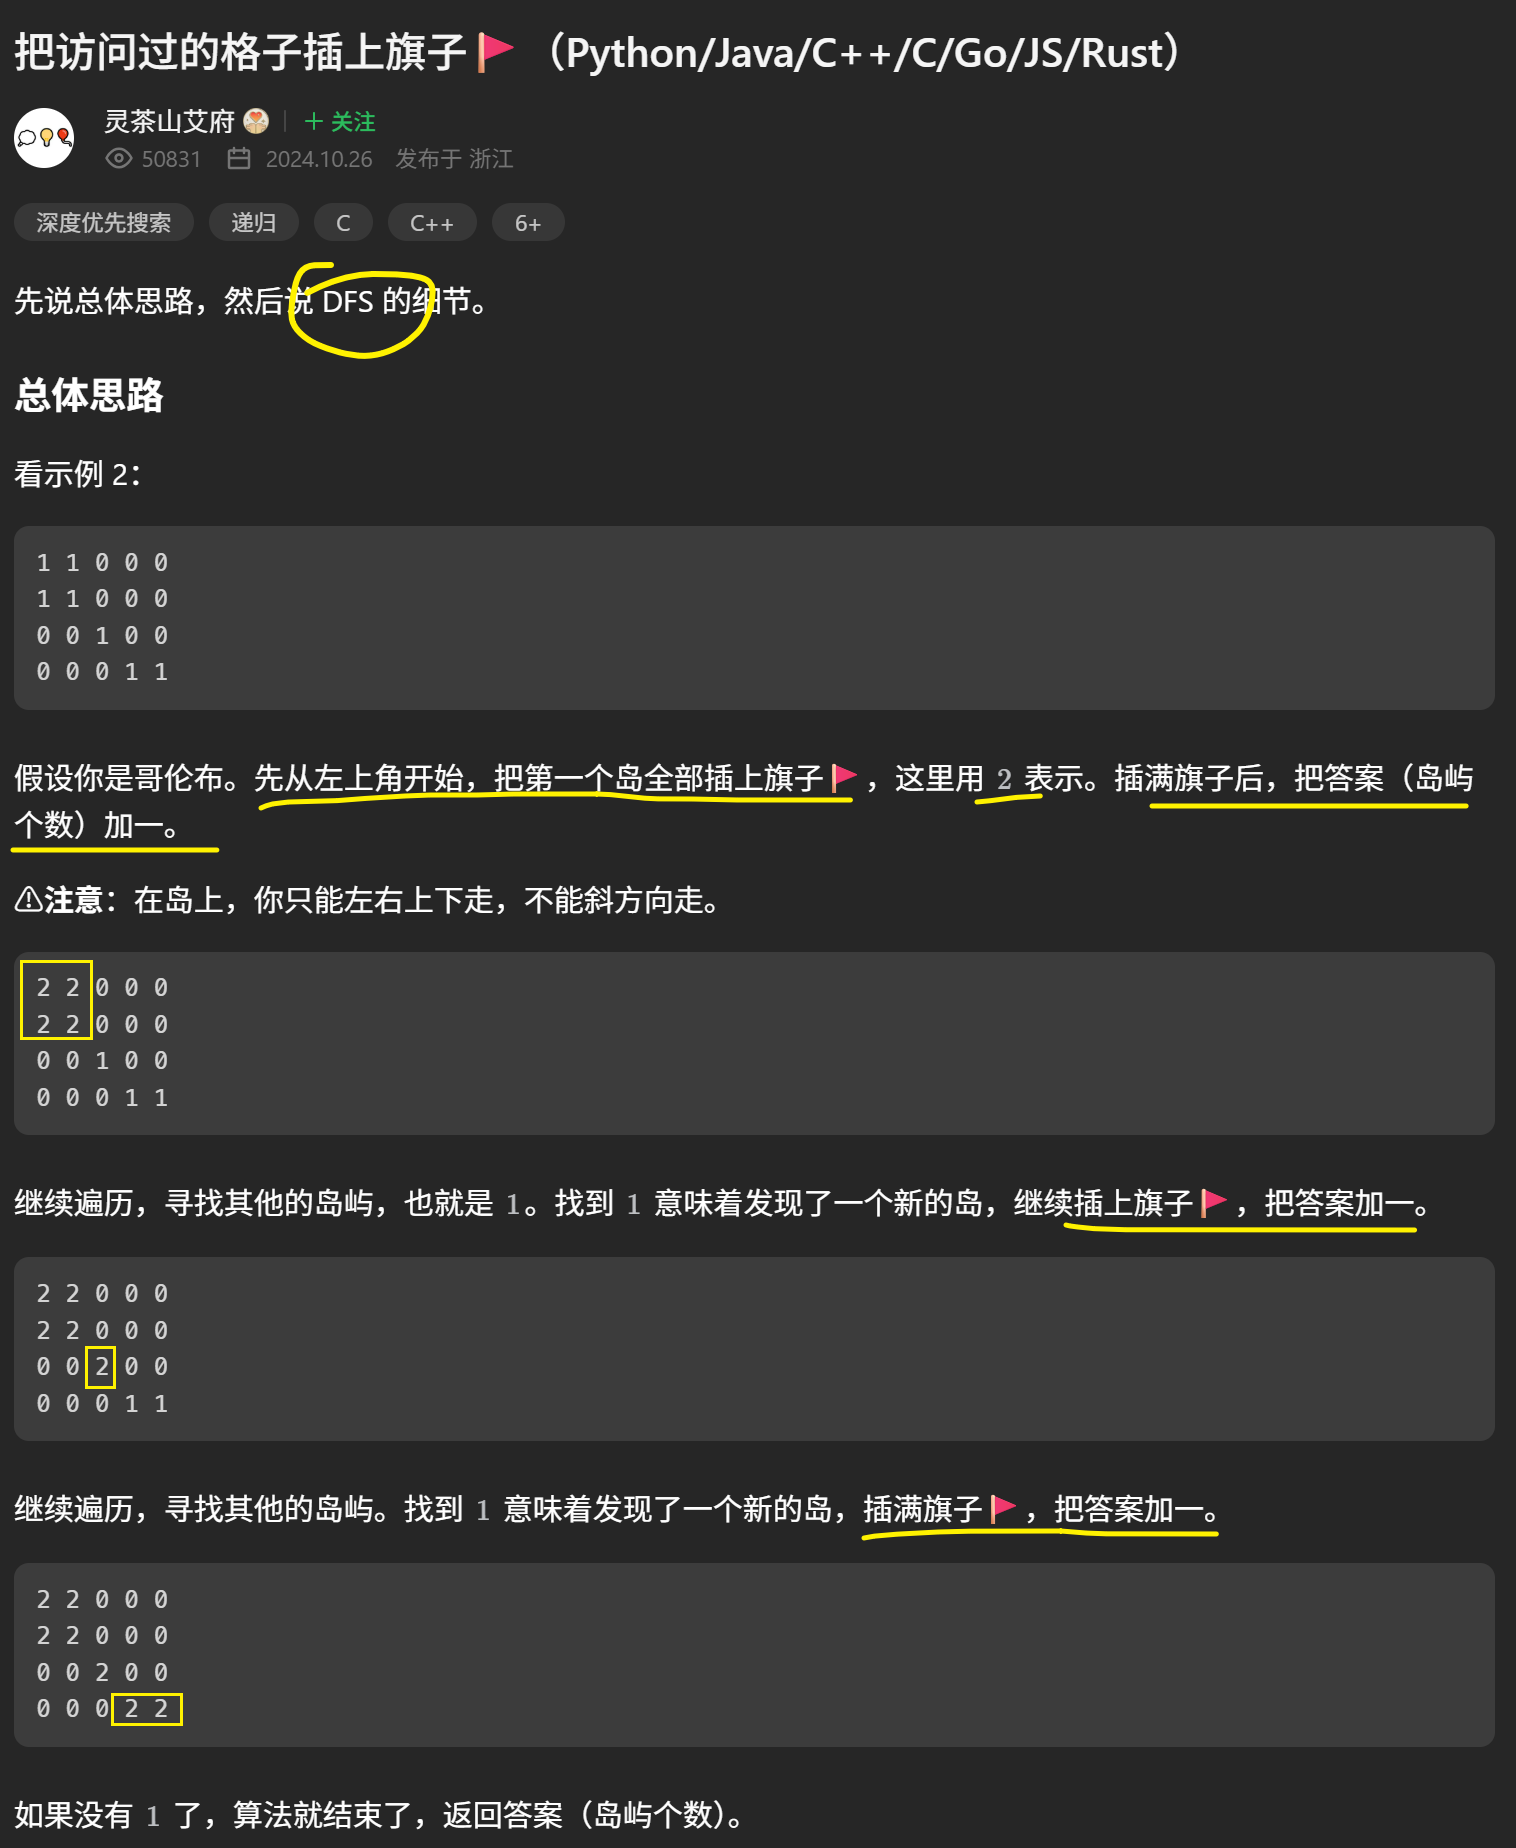 把访问过的格子插上旗子🚩（Python/Java/C++/C/Go/JS/Rust）
灵茶山艾府
+ 关注
50831 2024.10.26 发布于 浙江
深度优先搜索 递归 C C++ 6+
先说总体思路，然后说 DFS 的细节。
总体思路
看示例 2：
1 1 0 0 0
1 1 0 0 0
0 0 1 0 0
0 0 0 1 1
假设你是哥伦布。先从左上角开始，把第一个岛全部插上旗子🚩，这里用 2 表示。插满旗子后，把答案（岛屿
个数）加一。
⚠注意：在岛上，你只能左右上下走，不能斜方向走。
2 2 0 0 0
2 2 0 0 0
0 0 1 0 0
0 0 0 1 1
继续遍历，寻找其他的岛屿，也就是 1。找到 1 意味着发现了一个新的岛，继续插上旗子🚩，把答案加一。
2 2 0 0 0
2 2 0 0 0
0 0 2 0 0
0 0 0 1 1
继续遍历，寻找其他的岛屿。找到 1 意味着发现了一个新的岛，插满旗子🚩，把答案加一。
2 2 0 0 0
2 2 0 0 0
0 0 2 0 0
0 0 0 2 2
如果没有 1 了，算法就结束了，返回答案（岛屿个数）。